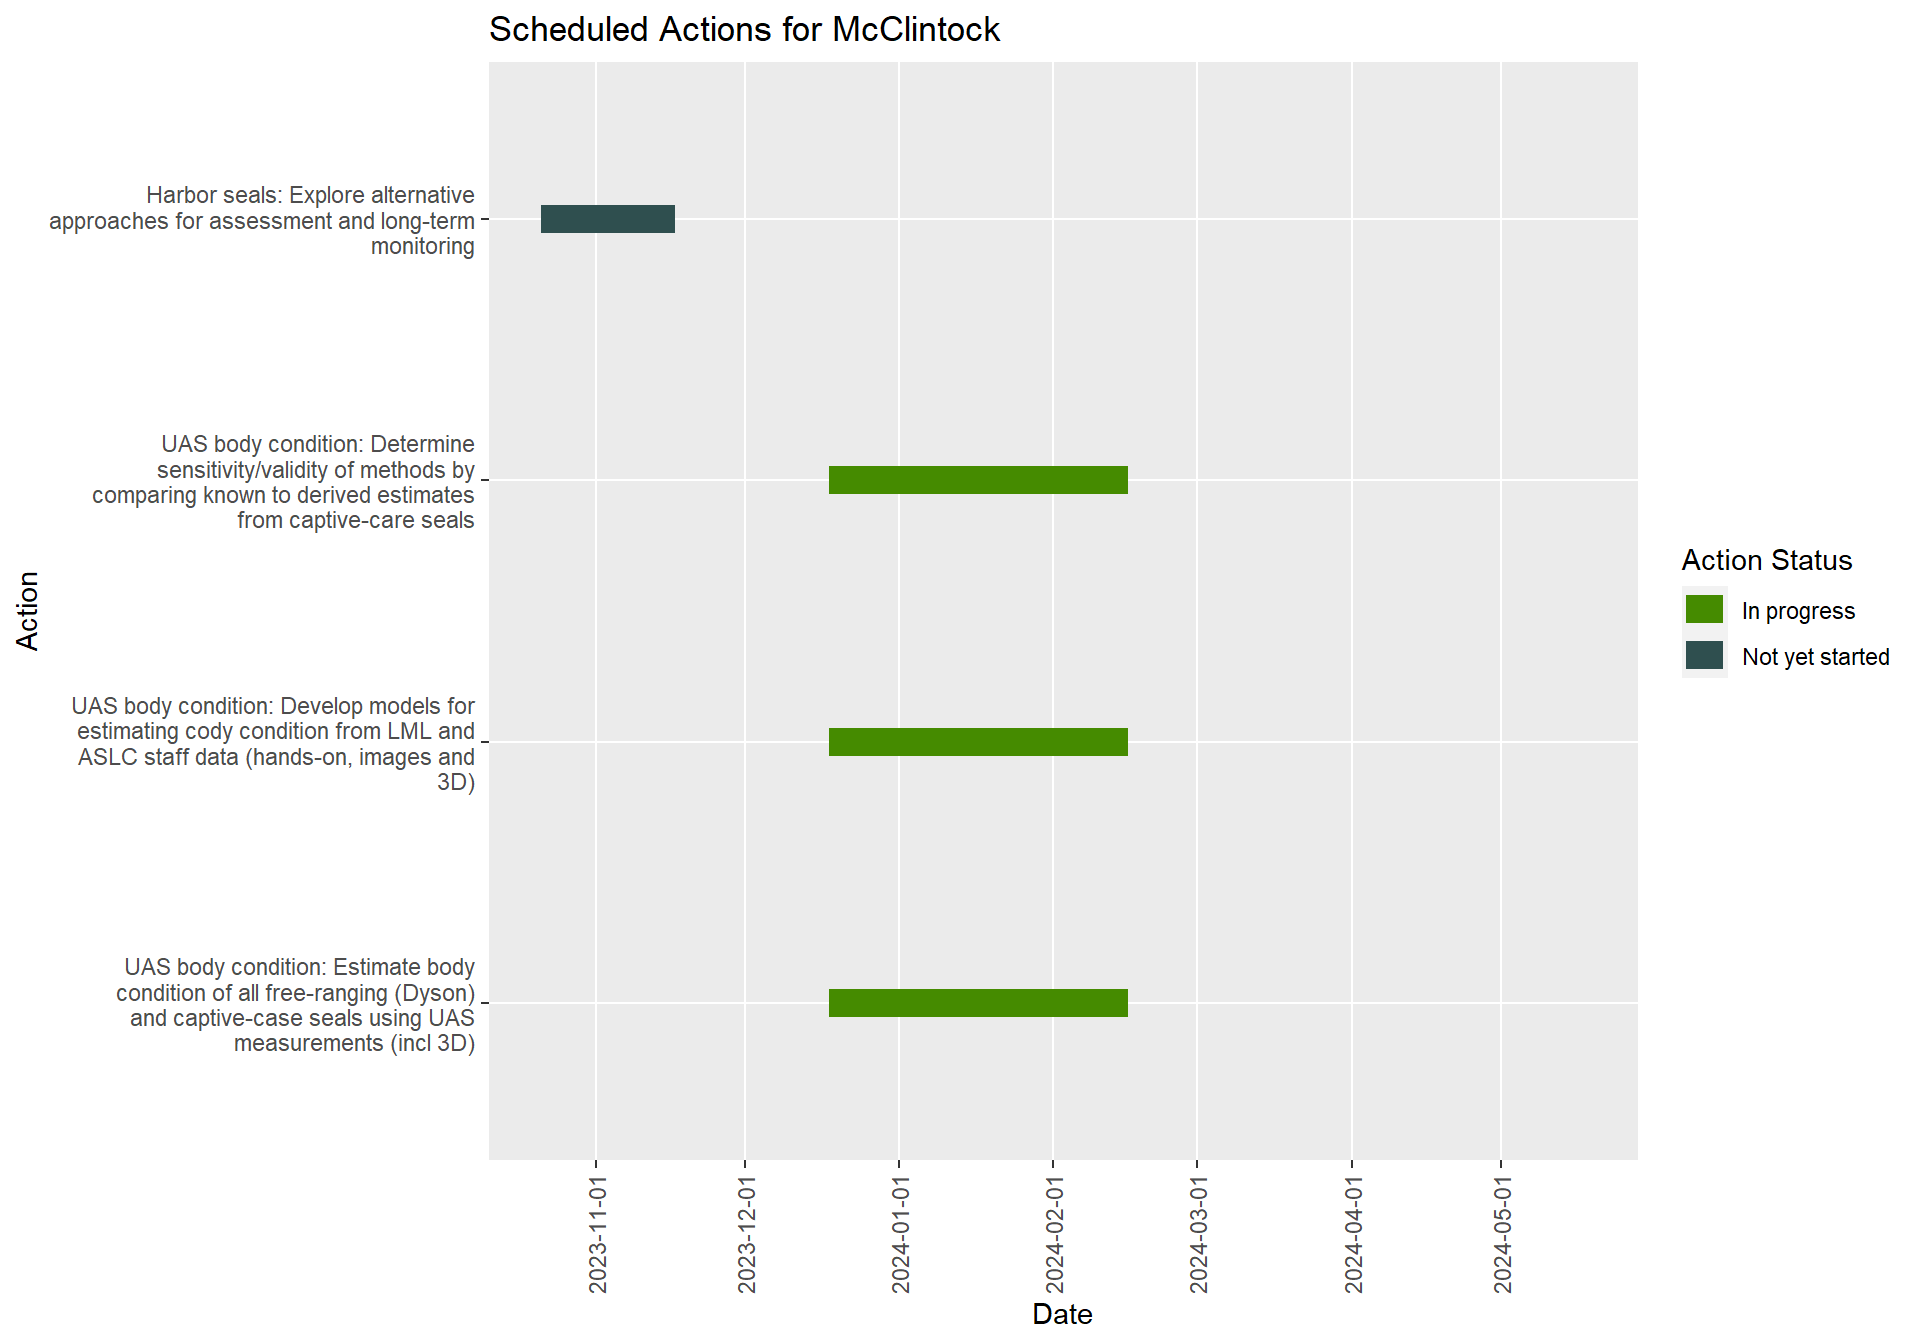 Scheduled Actions for McClintock
Action
Harbor seals: Explore alternative
approaches for assessment and long-term
monitoring
UAS body condition: Determine
sensitivity/validity of methods by
comparing known to derived estimates
from captive-care seals
UAS body condition: Develop models for
estimating cody condition from LML and
ASLC staff data (hands-on, images and
3D)
UAS body condition: Estimate body
condition of all free-ranging (Dyson)
and captive-case seals using UAS
measurements (incl 3D)
2023-11-01
2023-12-01
2024-01-01
2024-02-01
2024-03-01
2024-04-01
2024-05-01
Date
Action Status
In progress
Not yet started